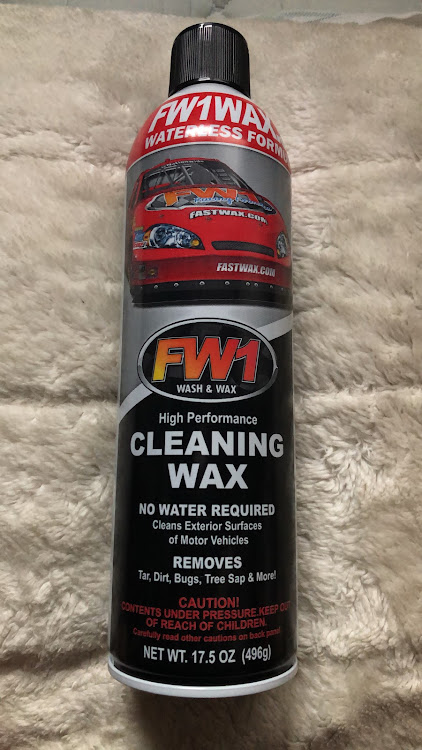 FW1WAX
WATERLESS
FW1
FASTWAX.COM
FASTWAX.COM
FW1
WASH & WAX
High Performance
CLEANING
WAX
NO WATER REQUIRED
Cleans Exterior Surfaces
of Motor Vehicles
REMOVES
Tar, Dirt, Bugs, Tree Sap & More!
CAUTION!
CONTENTS UNDER PRESSURE.KEEP OUT
OF REACH OF CHILDREN.
Carefully read other cautions on back panel!
NET WT. 17.5 OZ (496g)